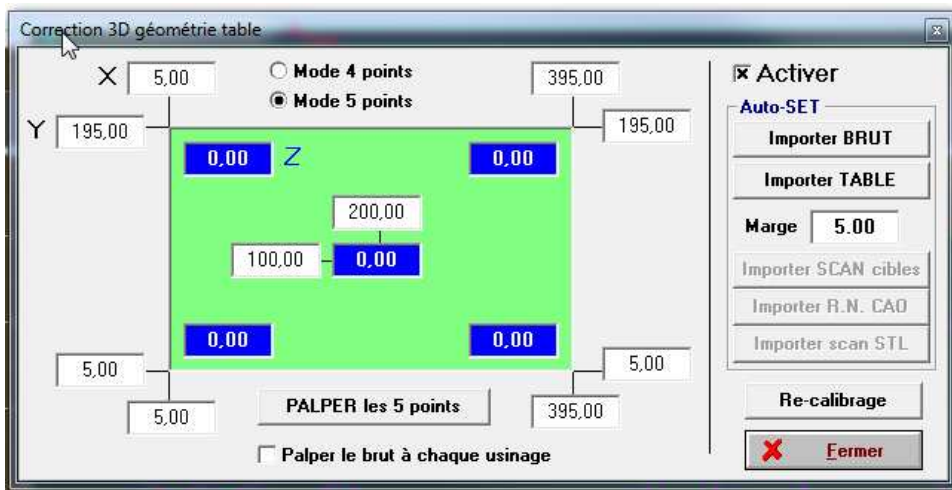 Correction 3D géométrie table
X 5,00 Mode 4 points 395,00
Mode 5 points
Y 195,00 195,00
0,00 Z 0,00
200,00
100,00 0,00
0,00 0,00
5,00 5,00
5,00 PALPER les 5 points 395,00
Palper le brut à chaque usinage
Activer
Auto-SET
Importer BRUT
Importer TABLE
Marge 5.00
Importer SCAN cibles
Importer R.N. CAO
Importer scan STL
Re-calibrage
Fermer